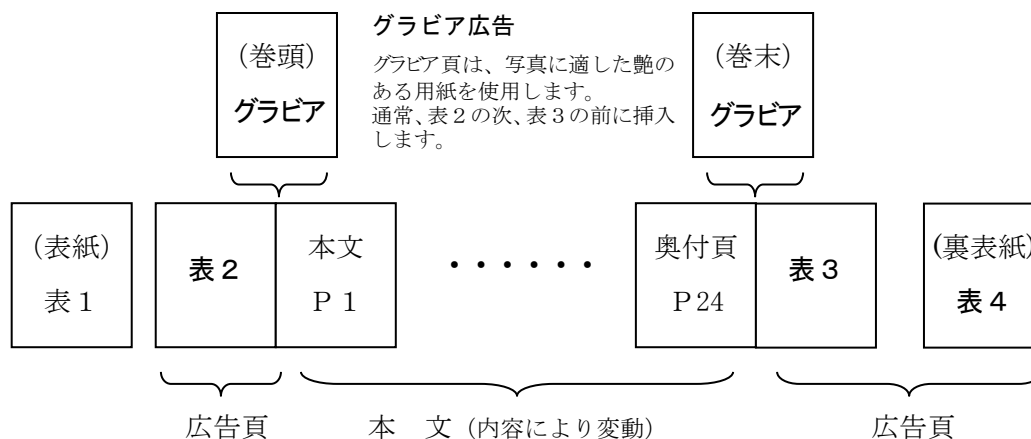 グラビア広告
グラビア頁は、写真に適した艶の
ある用紙を使用します。
通常、表２の次、表３の前に挿入
します。
(巻頭)
グラビア
(巻末)
グラビア
(表紙)
表１
表２
本文
Ｐ１
・・・・・・
奥付頁
Ｐ24
表３
(裏表紙)
表４
広告頁
本　文（内容により変動）
広告頁